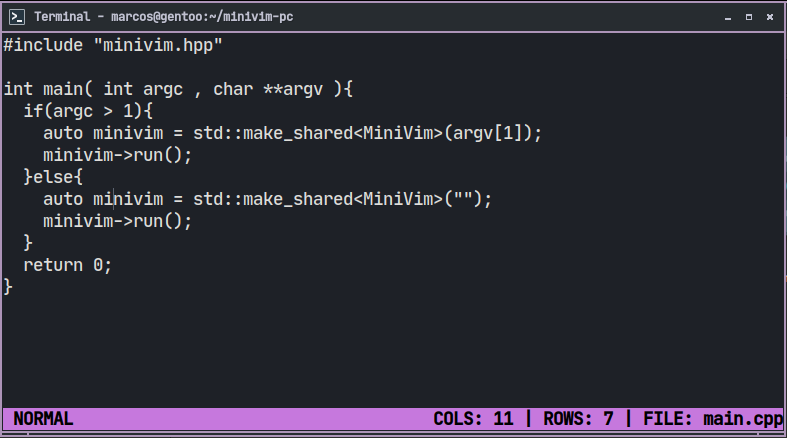 Terminal - marcos@gentoo:~/minivim-pc
#include "minivim.hpp"

int main( int argc , char **argv ){
  if(argc > 1){
    auto minivim = std::make_shared<MiniVim>(argv[1]);
    minivim->run();
  }else{
    auto minivim = std::make_shared<MiniVim>("");
    minivim->run();
  }
  return 0;
}
NORMAL COLS: 11 | ROWS: 7 | FILE: main.cpp